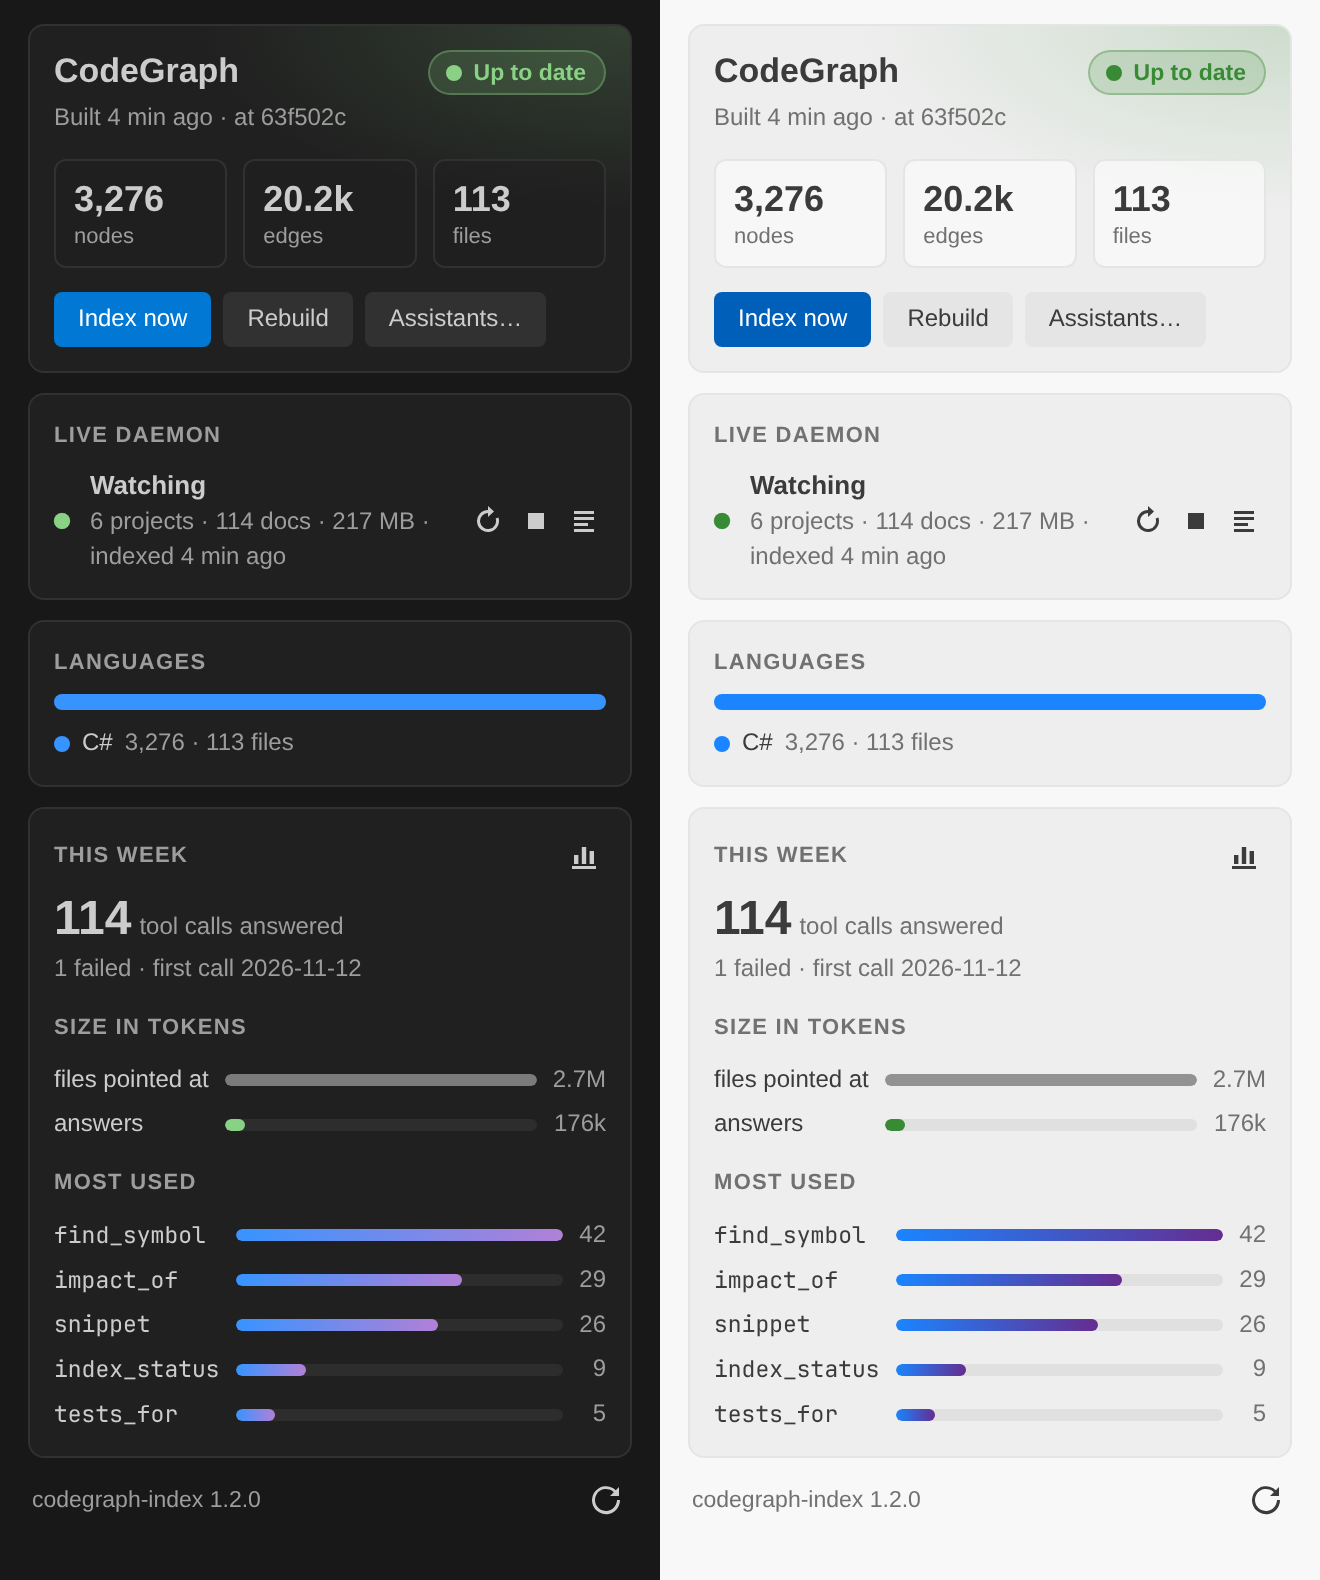 CodeGraph
Up to date
Built 4 min ago · at 63f502c
3,276
nodes
20.2k
edges
113
files
Index now
Rebuild
Assistants…
LIVE DAEMON
Watching
6 projects · 114 docs · 217 MB ·
indexed 4 min ago
LANGUAGES
C# 3,276 · 113 files
THIS WEEK
114 tool calls answered
1 failed · first call 2026-11-12
SIZE IN TOKENS
files pointed at 2.7M
answers 176k
MOST USED
find_symbol 42
impact_of 29
snippet 26
index_status 9
tests_for 5
codegraph-index 1.2.0
CodeGraph
Up to date
Built 4 min ago · at 63f502c
3,276
nodes
20.2k
edges
113
files
Index now
Rebuild
Assistants…
LIVE DAEMON
Watching
6 projects · 114 docs · 217 MB ·
indexed 4 min ago
LANGUAGES
C# 3,276 · 113 files
THIS WEEK
114 tool calls answered
1 failed · first call 2026-11-12
SIZE IN TOKENS
files pointed at 2.7M
answers 176k
MOST USED
find_symbol 42
impact_of 29
snippet 26
index_status 9
tests_for 5
codegraph-index 1.2.0